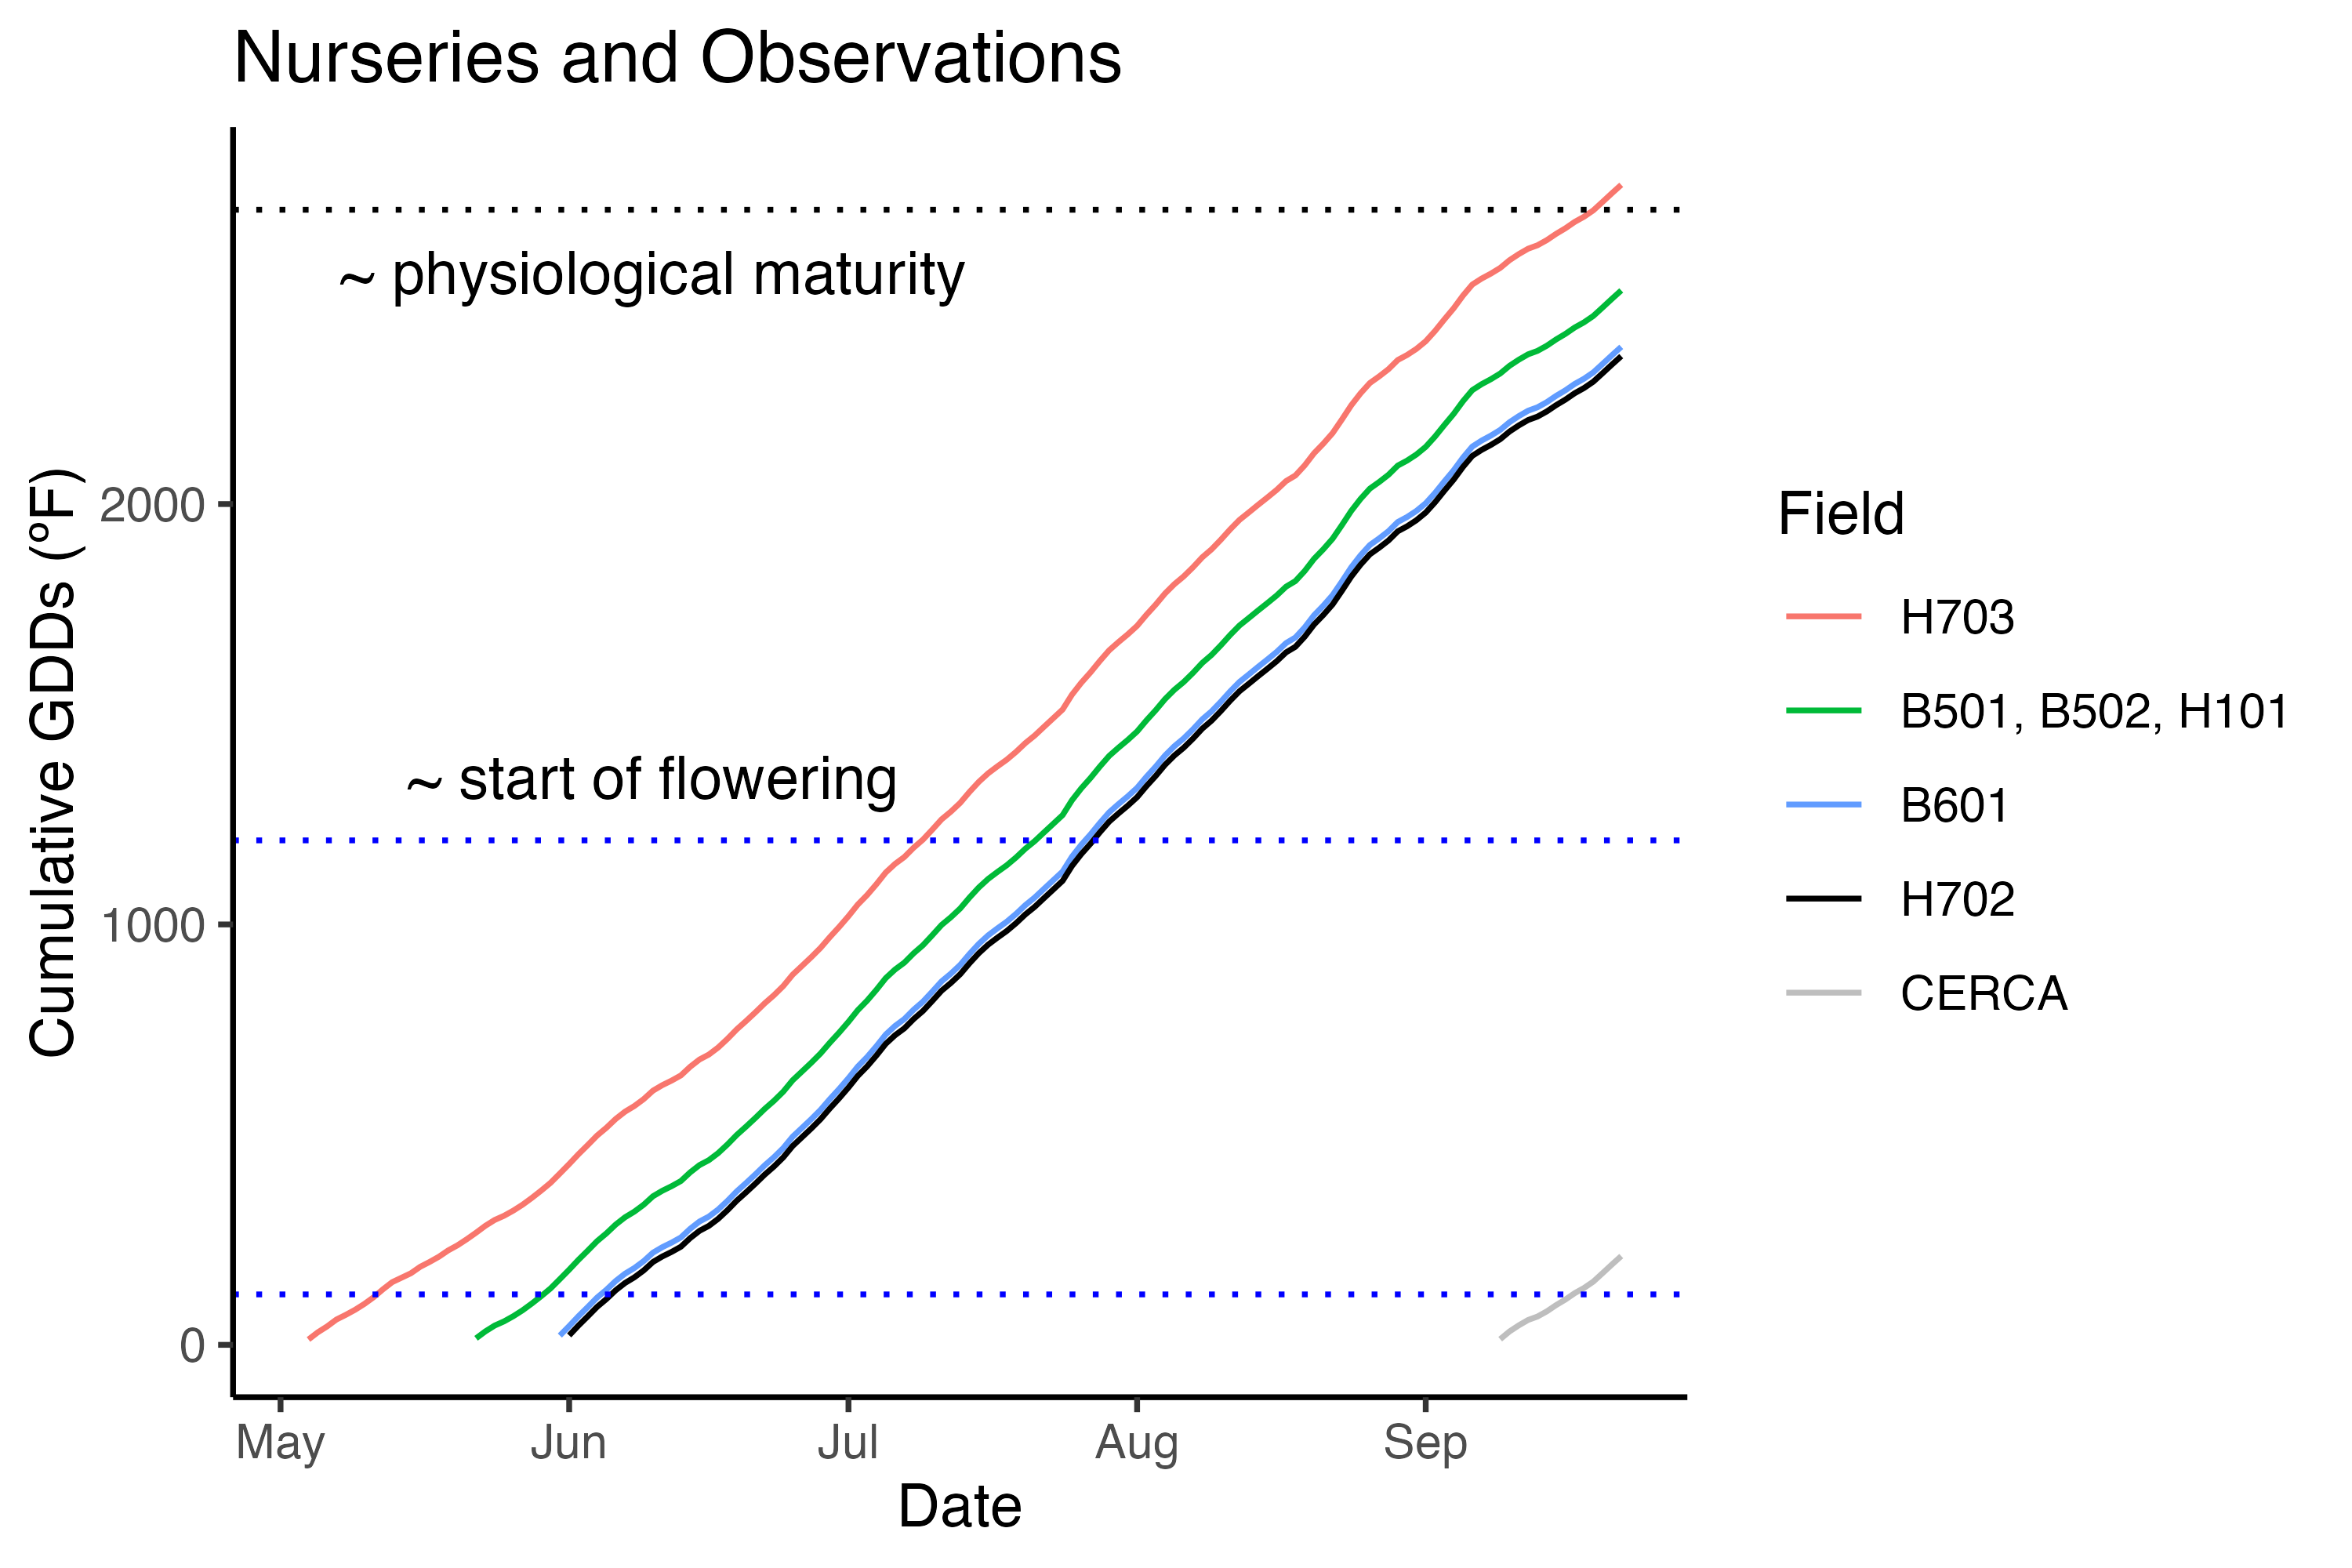 Nurseries and Observations
~ physiological maturity
~ start of flowering
Cumulative GDDs (ºF)
2000
1000
0
May Jun Jul Aug Sep
Date
Field
H703
B501, B502, H101
B601
H702
CERCA